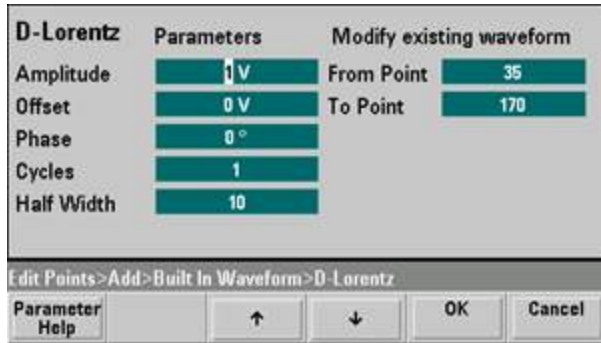 D-Lorentz Parameters Modify existing waveform
Amplitude 1 V From Point 35
Offset 0 V To Point 170
Phase 0 °
Cycles 1
Half Width 10
Edit Points>Add>Built In Waveform>D-Lorentz
Parameter Help ↑ ↓ OK Cancel